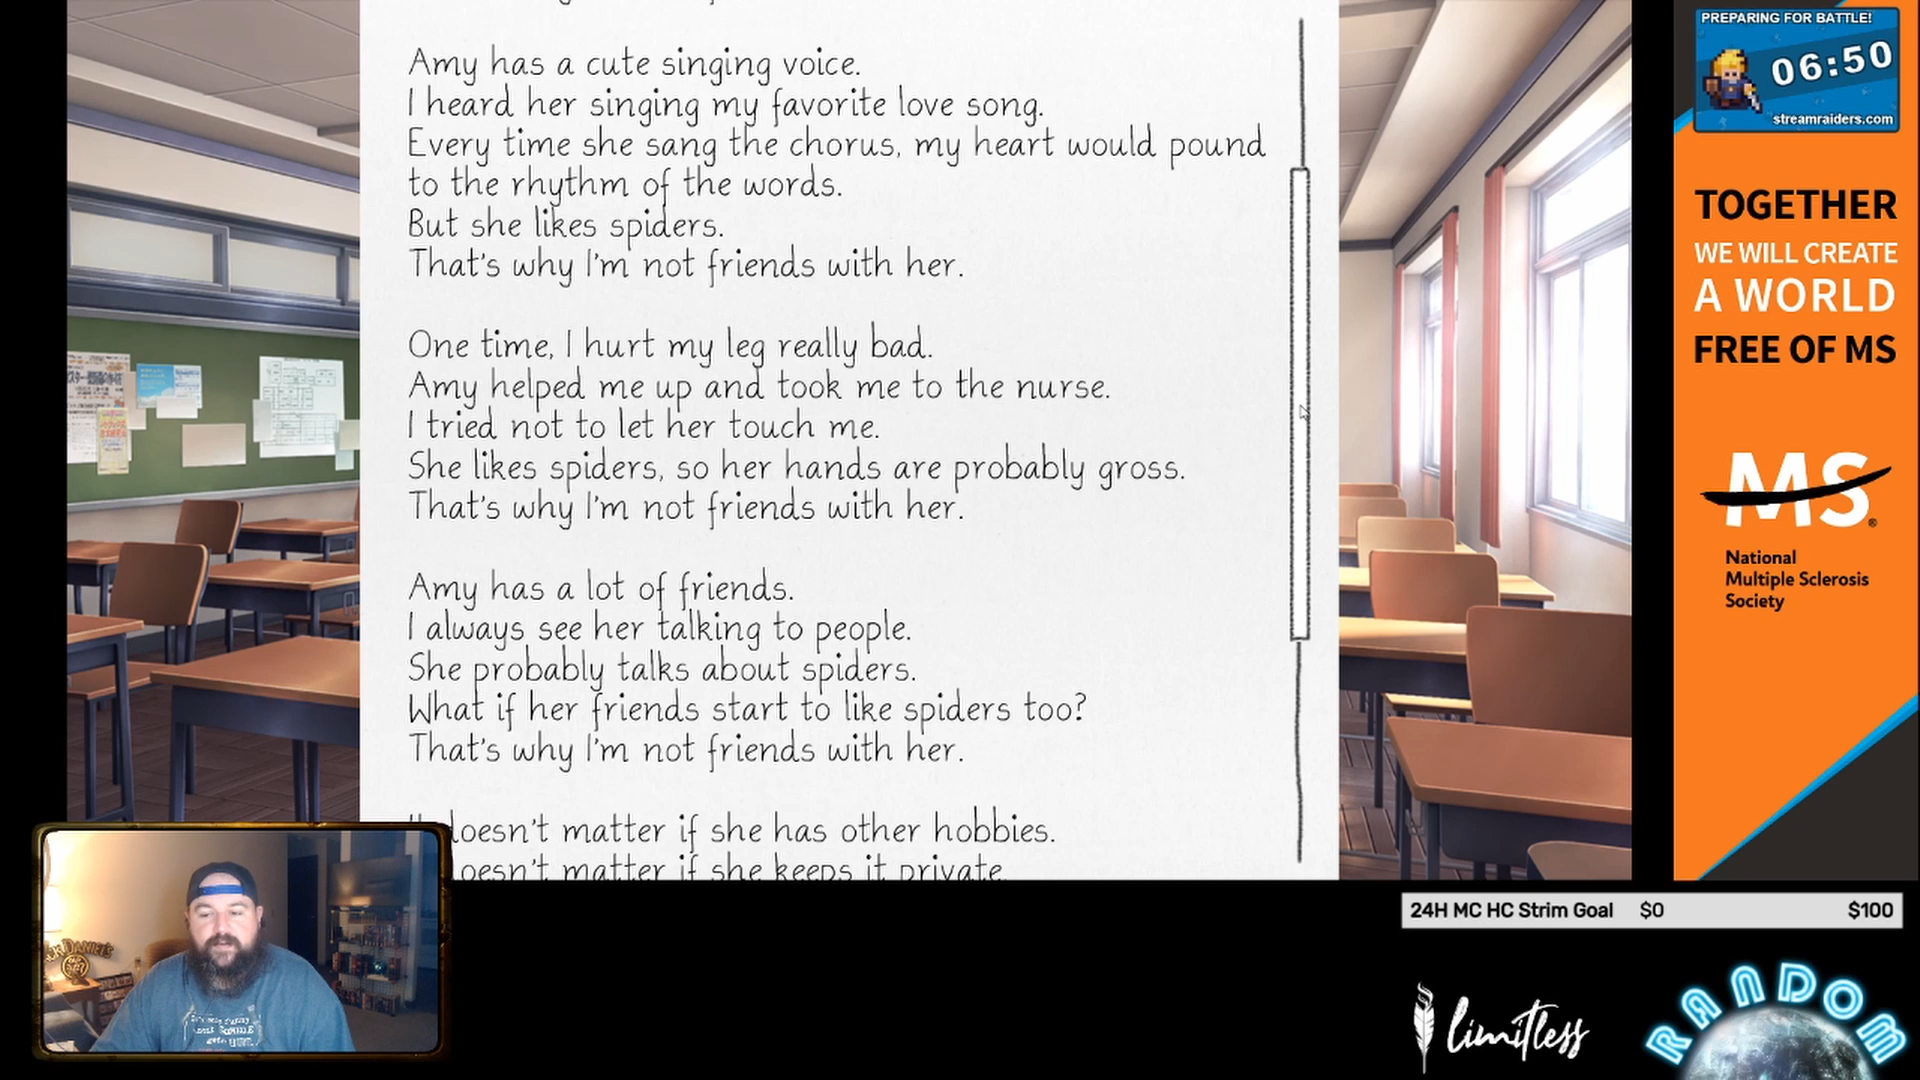 Amy has a cute singing voice.
I heard her singing my favorite love song.
Every time she sang the chorus, my heart would pound
to the rhythm of the words.
But she likes spiders.
That's why I'm not friends with her.
One time, I hurt my leg really bad.
Amy helped me up and took me to the nurse.
I tried not to let her touch me.
She likes spiders, so her hands are probably gross.
That's why I'm not friends with her.
Amy has a lot of friends.
I always see her talking to people.
She probably talks about spiders.
What if her friends start to like spiders too?
That's why I'm not friends with her.
doesn't matter if she has other hobbies.
doesn't matter if she keeps it private.
PREPARING FOR BATTLE!
06:50
streamraiders.com
TOGETHER
WE WILL CREATE
A WORLD
FREE OF MS
MS
National
Multiple Sclerosis
Society
24H MC HC Strim Goal $0 $100
limitless
RANDOM